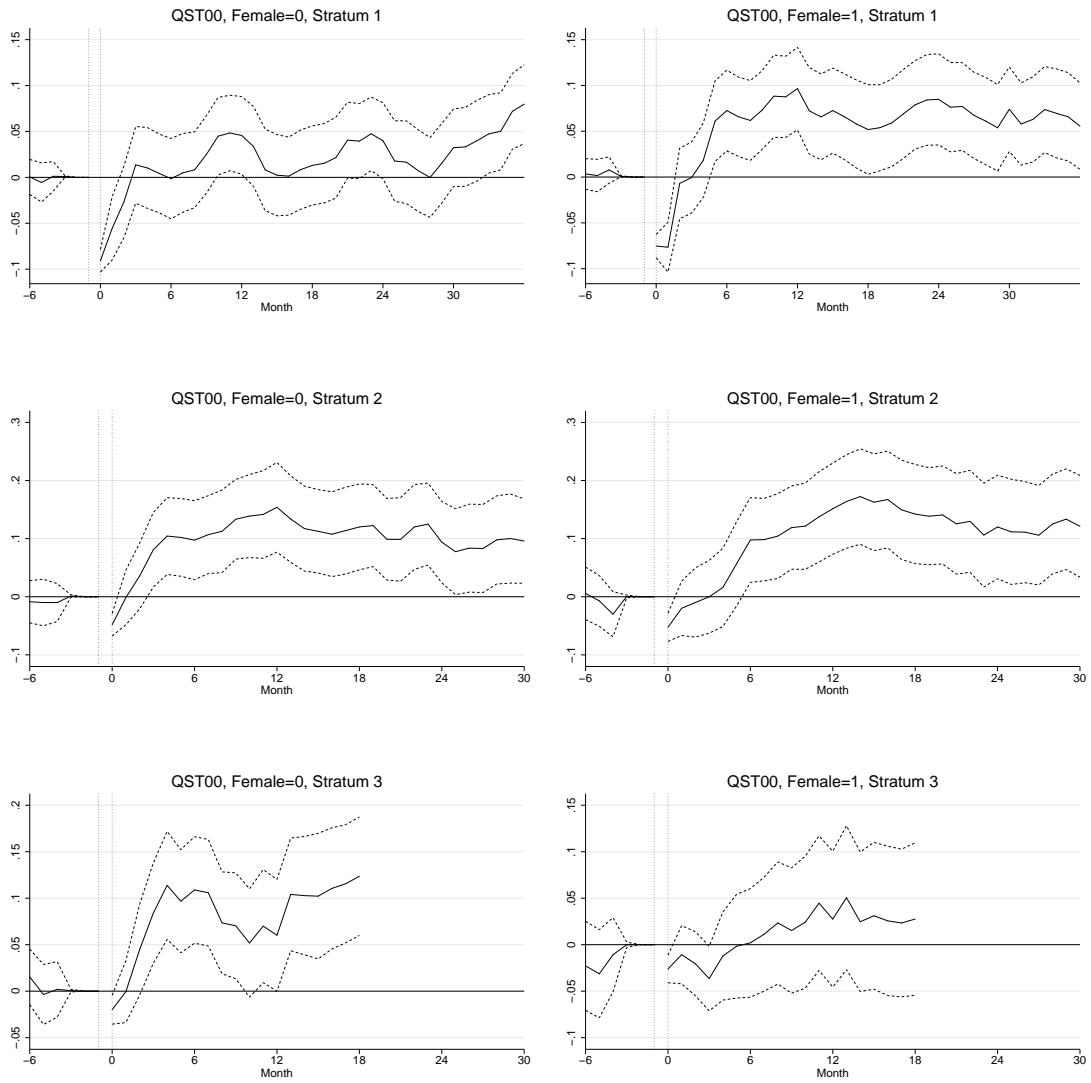 QST00, Female=0, Stratum 1
.15
.1
.05
0
−.05
−.1
−6 0 6 12 18 24 30
Month
QST00, Female=1, Stratum 1
.15
.1
.05
0
−.05
−.1
−6 0 6 12 18 24 30
Month
QST00, Female=0, Stratum 2
.3
.2
.1
0
−.1
−6 0 6 12 18 24 30
Month
QST00, Female=1, Stratum 2
.3
.2
.1
0
−.1
−6 0 6 12 18 24 30
Month
QST00, Female=0, Stratum 3
.2
.15
.1
.05
0
−.05
−6 0 6 12 18 24 30
Month
QST00, Female=1, Stratum 3
.15
.1
.05
0
−.05
−.1
−6 0 6 12 18 24 30
Month